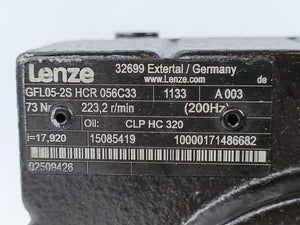 Lenze
32699 Extertal / Germany
www.Lenze.com de
GFL05-2S HCR 056C33 1133 A 003
73 Nm 223,2 r/min (200Hz)
Oil: CLP HC 320
i=17,920 15085419 10000171486682
02509426